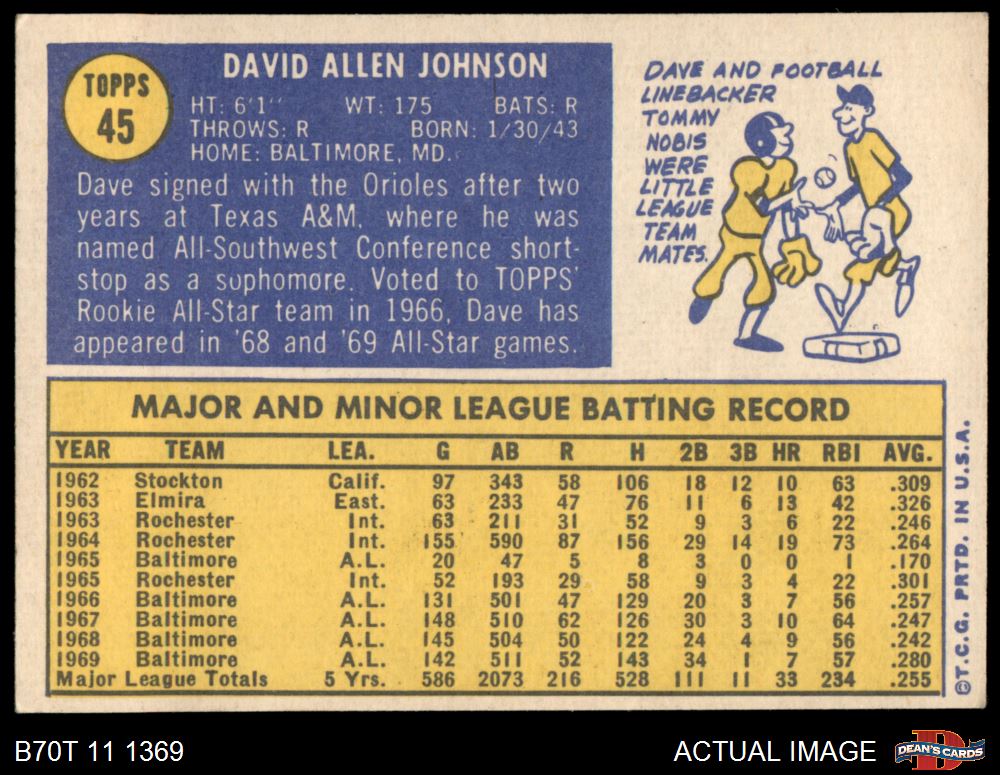 TOPPS
45
DAVID ALLEN JOHNSON
HT: 6'1" WT: 175 BATS: R
THROWS: R BORN: 1/30/43
HOME: BALTIMORE, MD.
Dave signed with the Orioles after two
years at Texas A&M, where he was
named All-Southwest Conference short-
stop as a sophomore. Voted to TOPPS'
Rookie All-Star team in 1966, Dave has
appeared in '68 and '69 All-Star games.
DAVE AND FOOTBALL
LINEBACKER
TOMMY
NOBIS
WERE
LITTLE
LEAGUE
TEAM
MATES.
MAJOR AND MINOR LEAGUE BATTING RECORD
YEAR TEAM LEA. G AB R H 2B 3B HR RBI AVG.
1962 Stockton Calif. 97 343 58 106 18 12 10 63 .309
1963 Elmira East. 63 233 47 76 11 6 13 42 .326
1963 Rochester Int. 63 211 31 52 9 3 6 22 .246
1964 Rochester Int. 155 590 87 156 29 14 19 73 .264
1965 Baltimore A.L. 20 47 5 8 3 0 0 1 .170
1965 Rochester Int. 52 193 29 58 9 3 4 22 .301
1966 Baltimore A.L. 131 501 47 129 20 3 7 56 .257
1967 Baltimore A.L. 148 510 62 126 30 3 10 64 .247
1968 Baltimore A.L. 145 504 50 122 24 4 9 56 .242
1969 Baltimore A.L. 142 511 52 143 34 1 7 57 .280
Major League Totals 5 Yrs. 586 2073 216 528 111 11 33 234 .255
©T.C.G. PRTD. IN U.S.A.
B70T 11 1369
ACTUAL IMAGE
DEAN'S CARDS